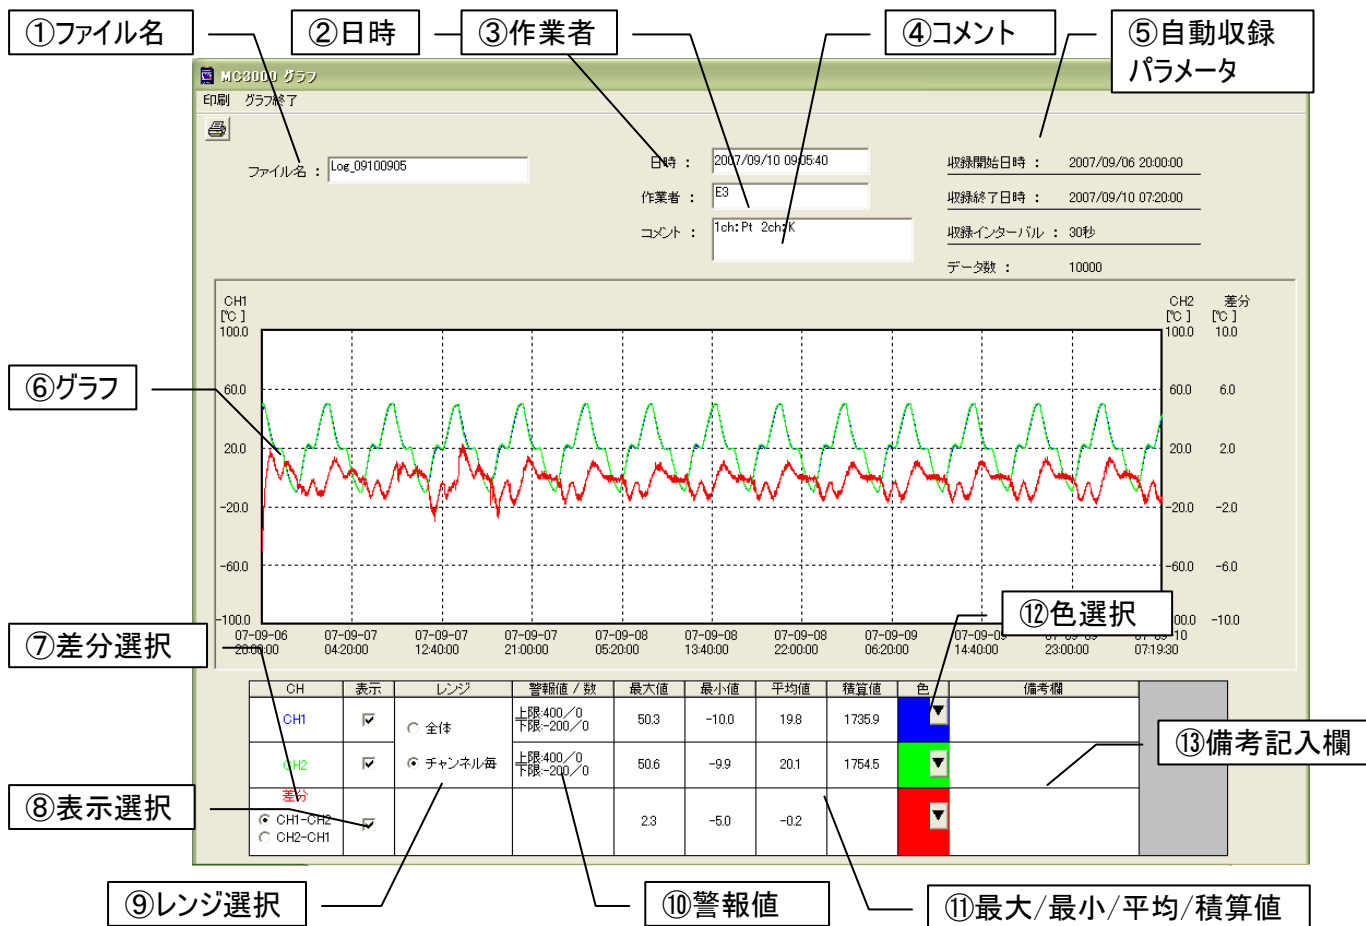 ①ファイル名
②日時
③作業者
④コメント
⑤自動収録
パラメータ
MC3000 グラフ
印刷 グラフ終了
ファイル名 : Log_09100905
日時 : 2007/09/10 09:05:40
作業者 : E3
コメント : 1ch:Pt 2ch:K
収録開始日時 : 2007/09/06 20:00:00
収録終了日時 : 2007/09/10 07:20:00
収録インターバル : 30秒
データ数 : 10000
CH1 CH2 差分
[℃] [℃] [℃]
100.0 100.0 10.0
⑥グラフ
60.0 60.0 6.0
20.0 20.0 2.0
-20.0 -20.0 -2.0
-60.0 -60.0 -6.0
-100.0 00.0 -10.0
⑫色選択
⑦差分選択
07-09-06 07-09-07 07-09-07 07-09-07 07-09-08 07-09-08 07-09-08 07-09-09 07-09-09 07-09-09 07-09-10
20:00:00 04:20:00 12:40:00 21:00:00 05:20:00 13:40:00 22:00:00 06:20:00 14:40:00 23:00:00 07:19:30
CH 表示 レンジ 警報値 / 数 最大値 最小値 平均値 積算値 色 備考欄
CH1 全体 上限:400/0 50.3 -10.0 19.8 1735.9
下限:-200/0
CH2 チャンネル毎 上限:400/0 50.6 -9.9 20.1 1754.5
下限:-200/0
差分
CH1-CH2 2.3 -5.0 -0.2
CH2-CH1
⑬備考記入欄
⑧表示選択
⑨レンジ選択
⑩警報値
⑪最大/最小/平均/積算値